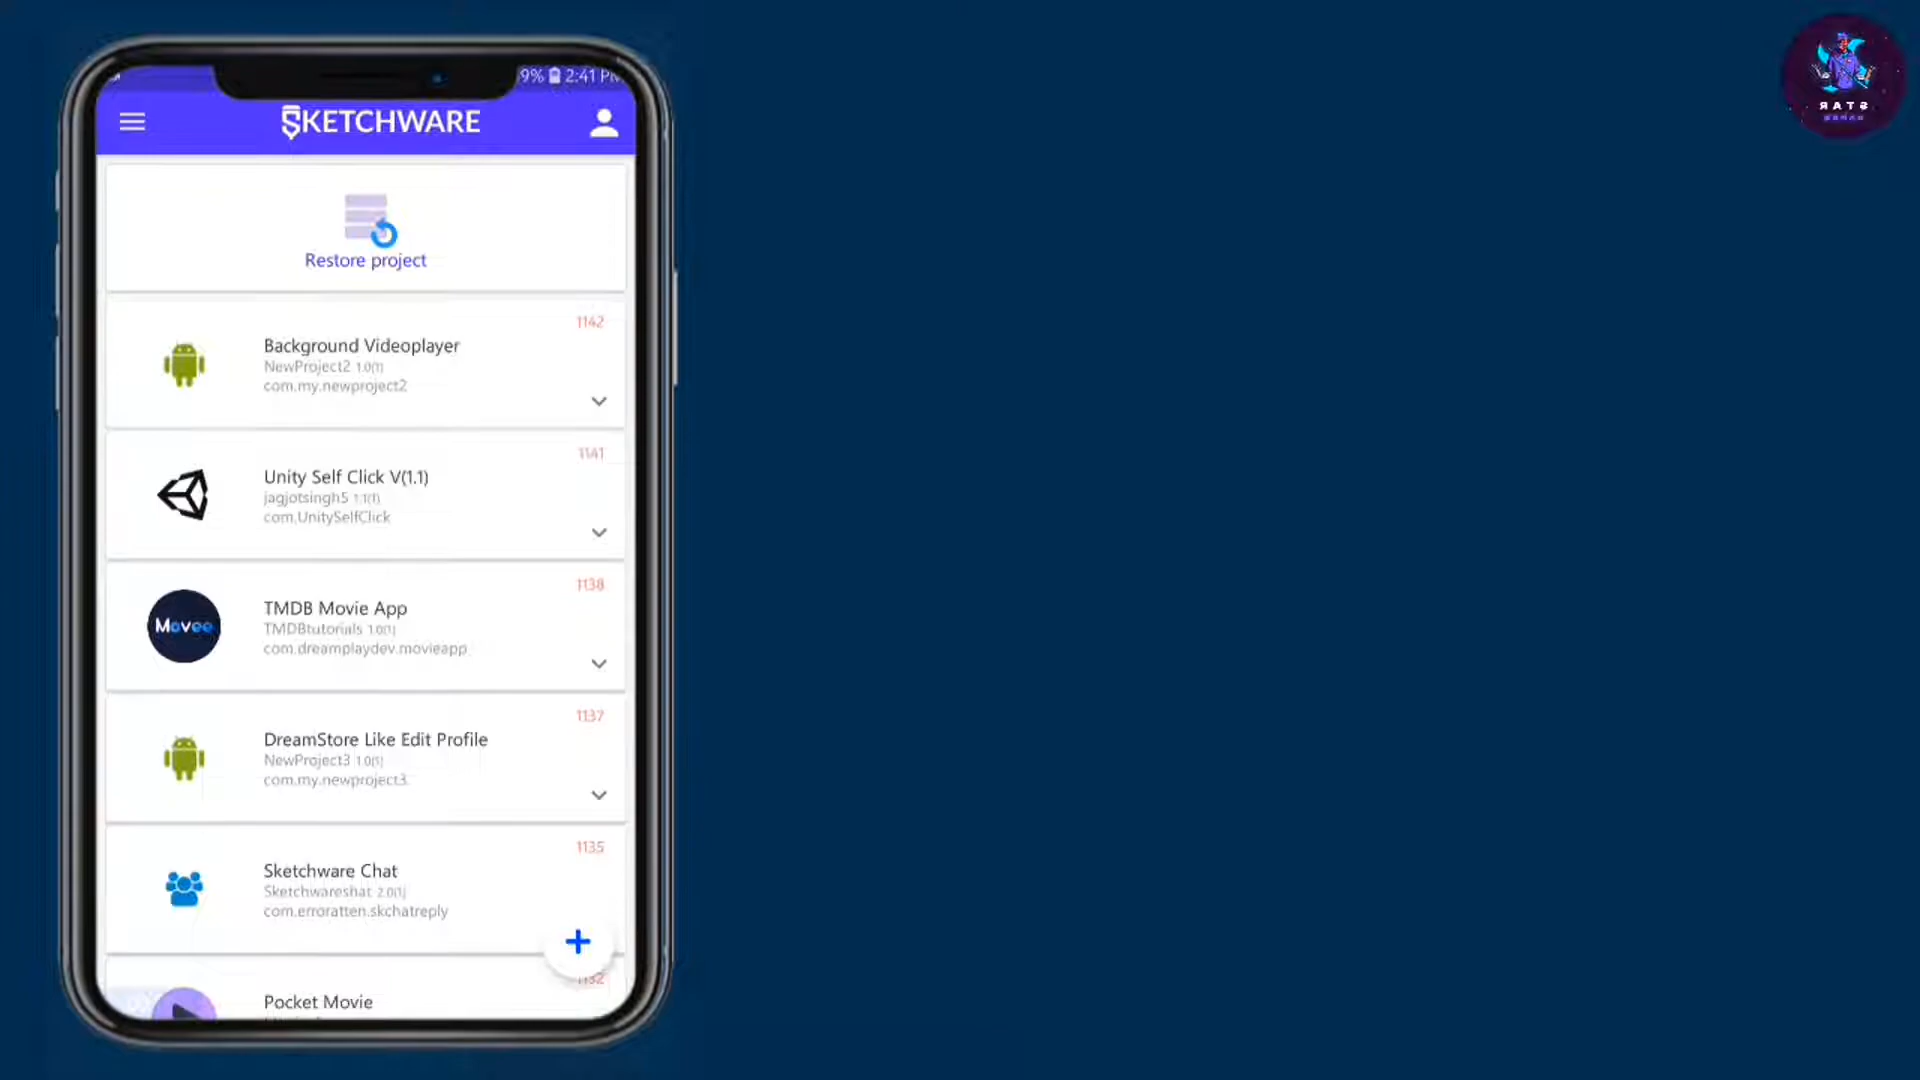 9% 2:41 PM
SKETCHWARE
Restore project
1142
Background Videoplayer
NewProject2 1.0(1)
com.my.newproject2
1141
Unity Self Click V(1.1)
jagjotsingh5 1.1(1)
com.UnitySelfClick
1138
Movee
TMDB Movie App
TMDBtutorials 1.0(1)
com.dreamplaydev.movieapp
1137
DreamStore Like Edit Profile
NewProject3 1.0(1)
com.my.newproject3
1135
Sketchware Chat
Sketchwareshat 2.0(1)
com.erroratten.skchatreply
1132
Pocket Movie
STAR